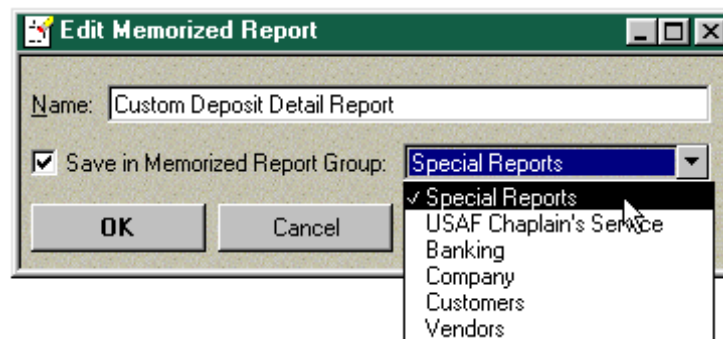 Edit Memorized Report
Name: Custom Deposit Detail Report
Save in Memorized Report Group: Special Reports
✓ Special Reports
OK Cancel
USAF Chaplain's Service
Banking
Company
Customers
Vendors